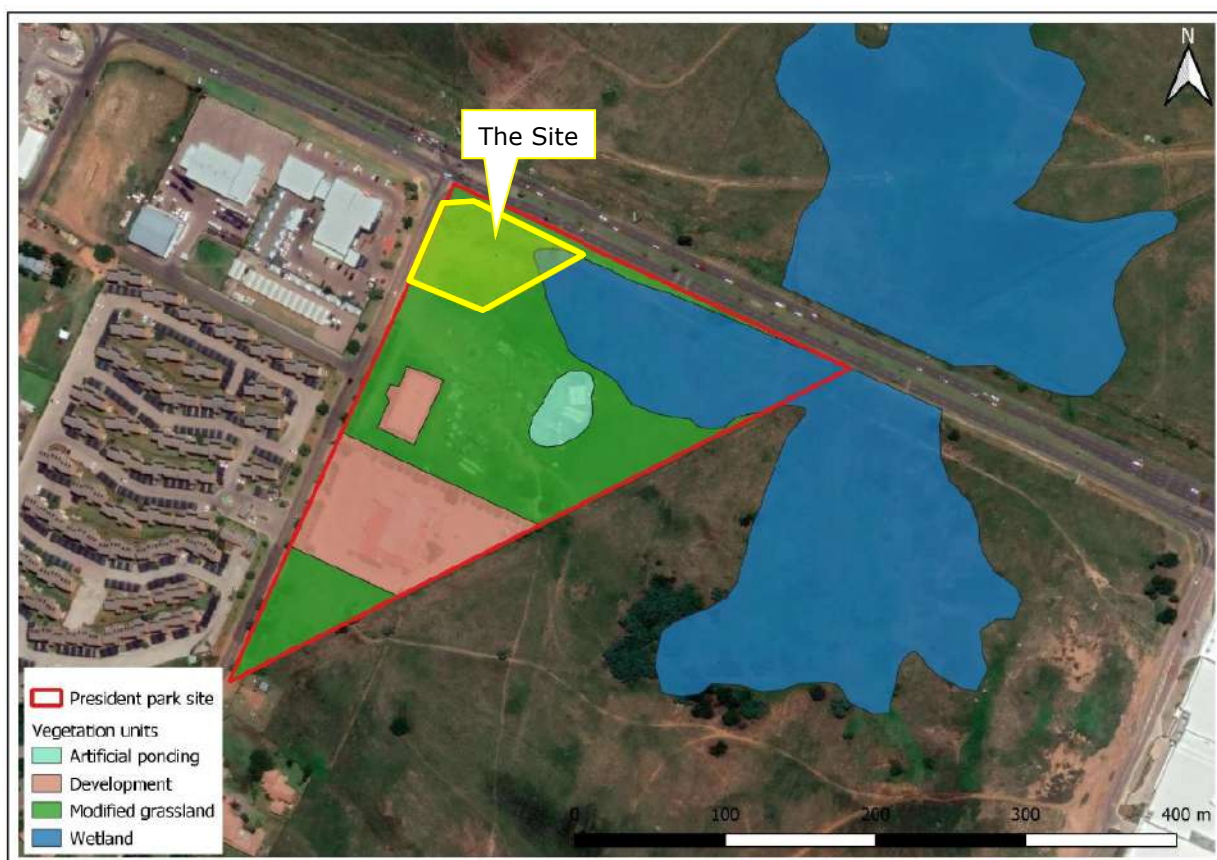 N
The Site
President park site
Vegetation units
Artificial ponding
Development
Modified grassland
Wetland
0 100 200 300 400 m